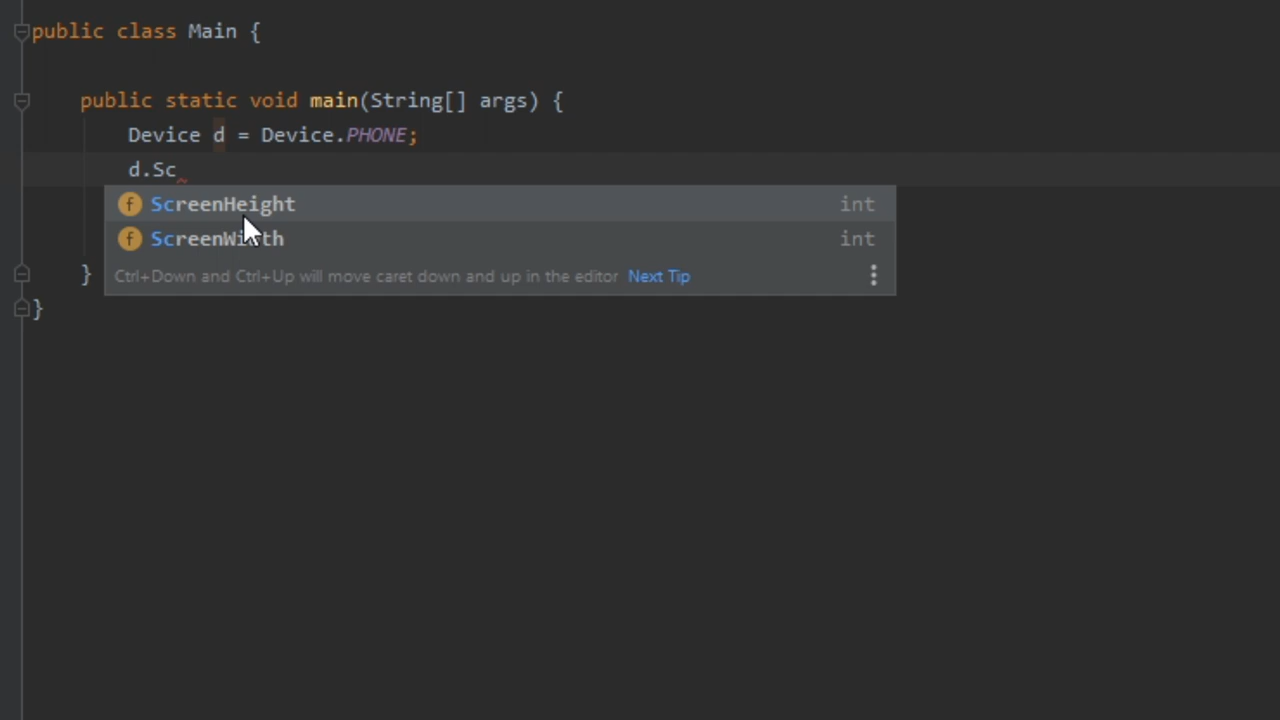 public class Main {
public static void main(String[] args) {
Device d = Device.PHONE;
d.Sc
f ScreenHeight int
f ScreenWidth int
Ctrl+Down and Ctrl+Up will move caret down and up in the editor Next Tip
}
}